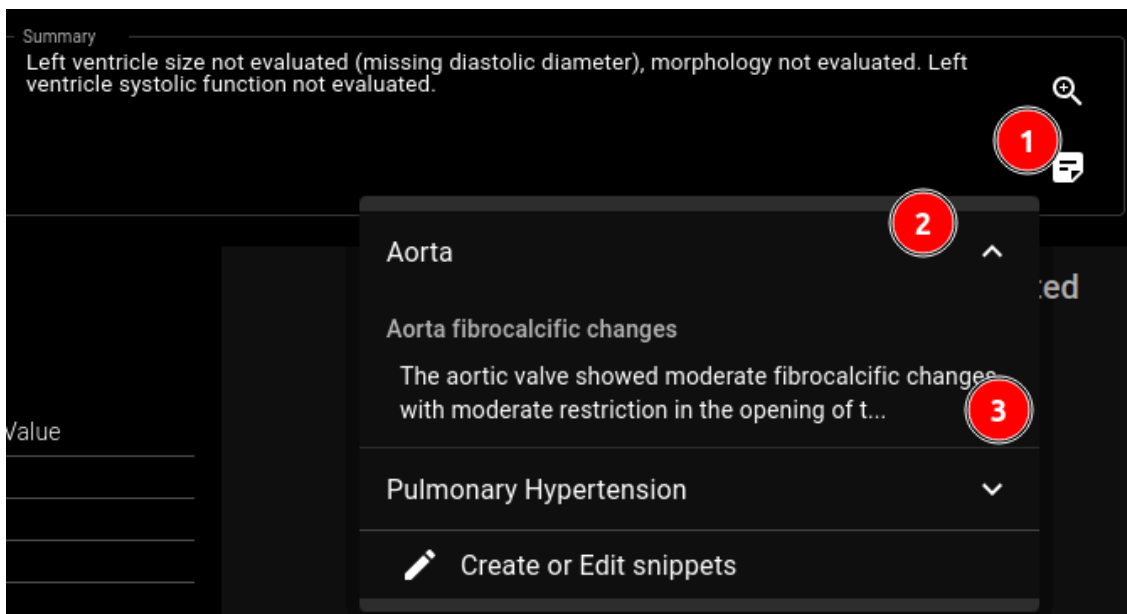 Summary
Left ventricle size not evaluated (missing diastolic diameter), morphology not evaluated. Left
ventricle systolic function not evaluated.
1
2
Aorta
Aorta fibrocalcific changes
The aortic valve showed moderate fibrocalcific changes
with moderate restriction in the opening of t...
3
Value
Pulmonary Hypertension
Create or Edit snippets